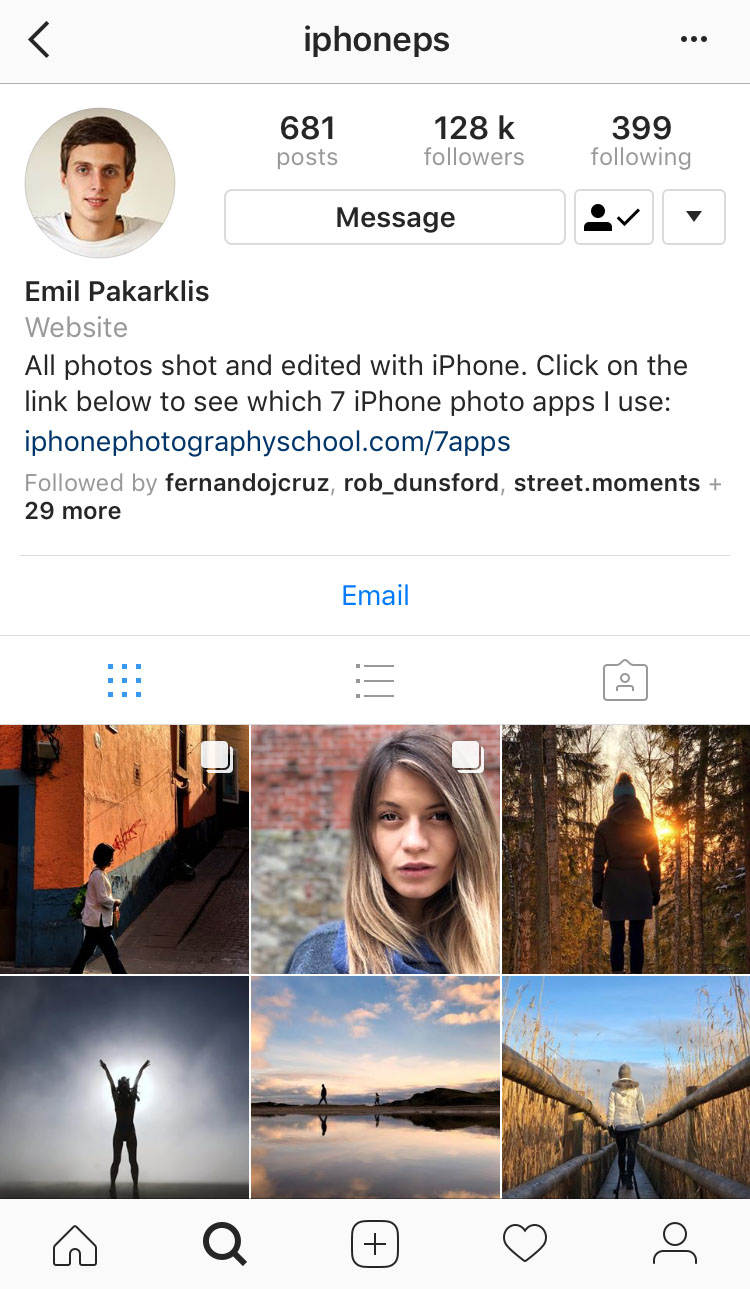 iphoneps
681 128 k 399
posts followers following
Message
Emil Pakarklis
Website
All photos shot and edited with iPhone. Click on the
link below to see which 7 iPhone photo apps I use:
iphonephotographyschool.com/7apps
Followed by fernandojcruz, rob_dunsford, street.moments +
29 more
Email